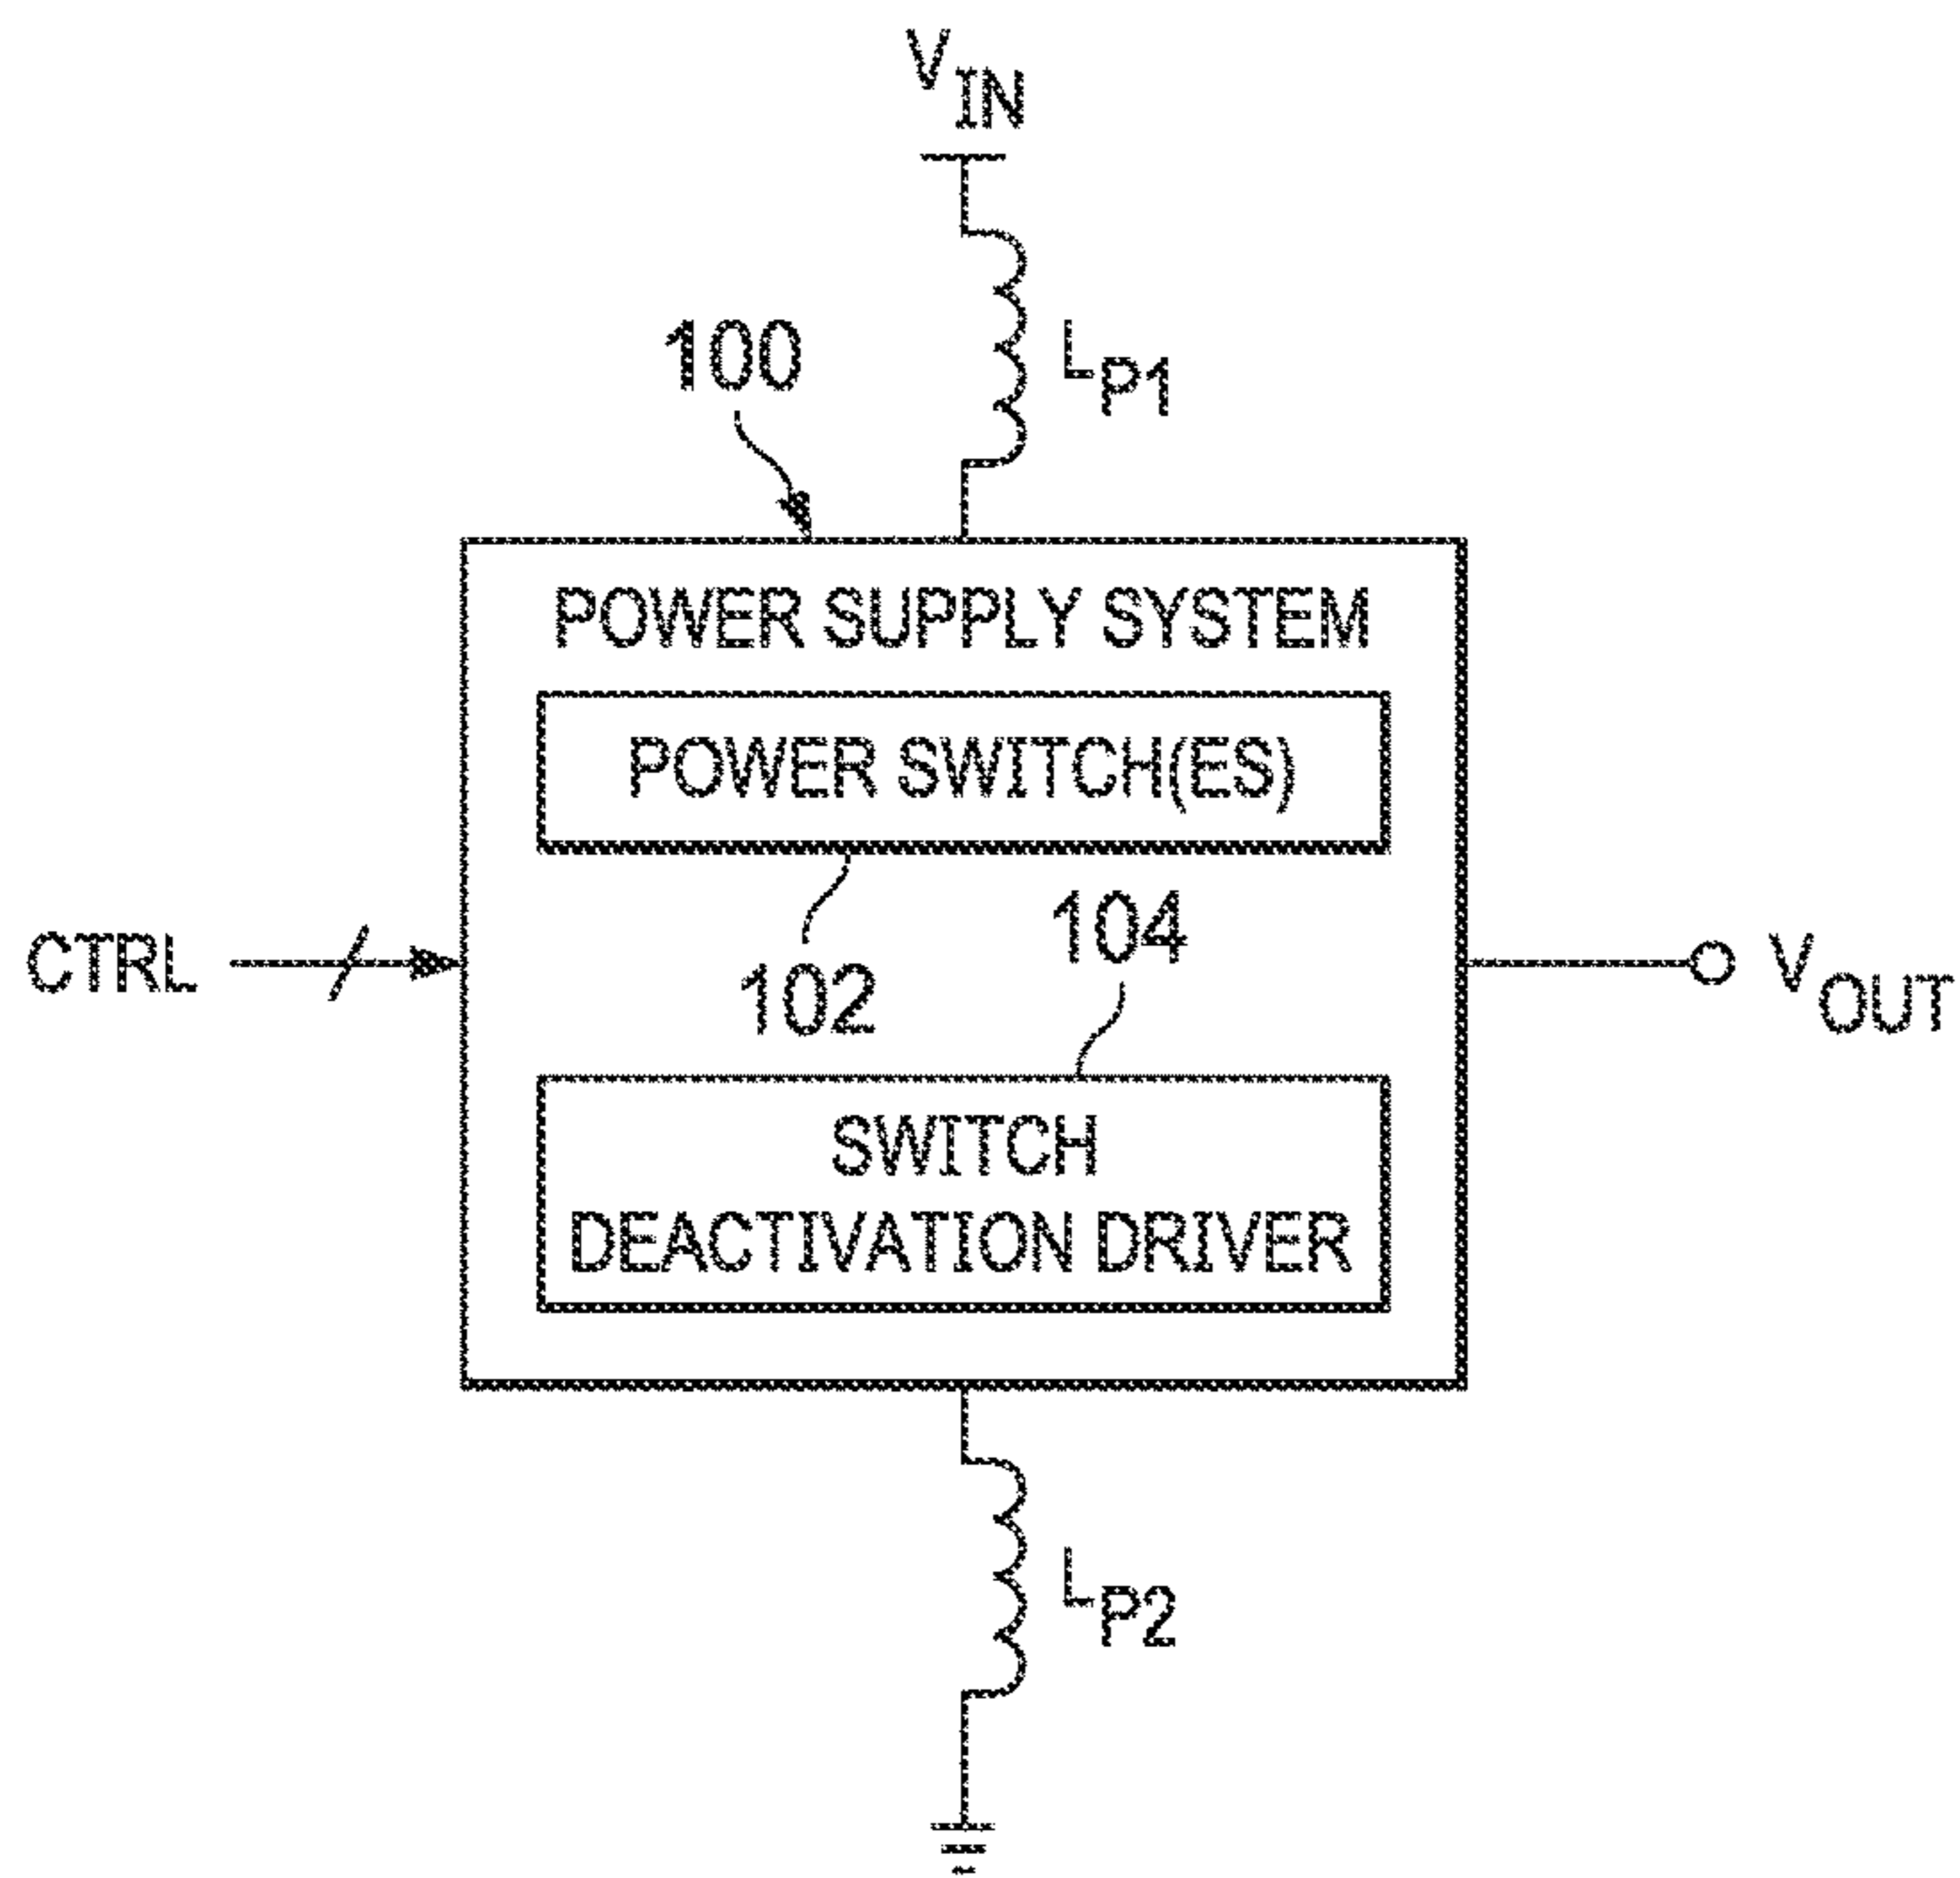 VIN
LP1
100
POWER SUPPLY SYSTEM
POWER SWITCH(ES)
102
104
CTRL
VOUT
SWITCH
DEACTIVATION DRIVER
LP2